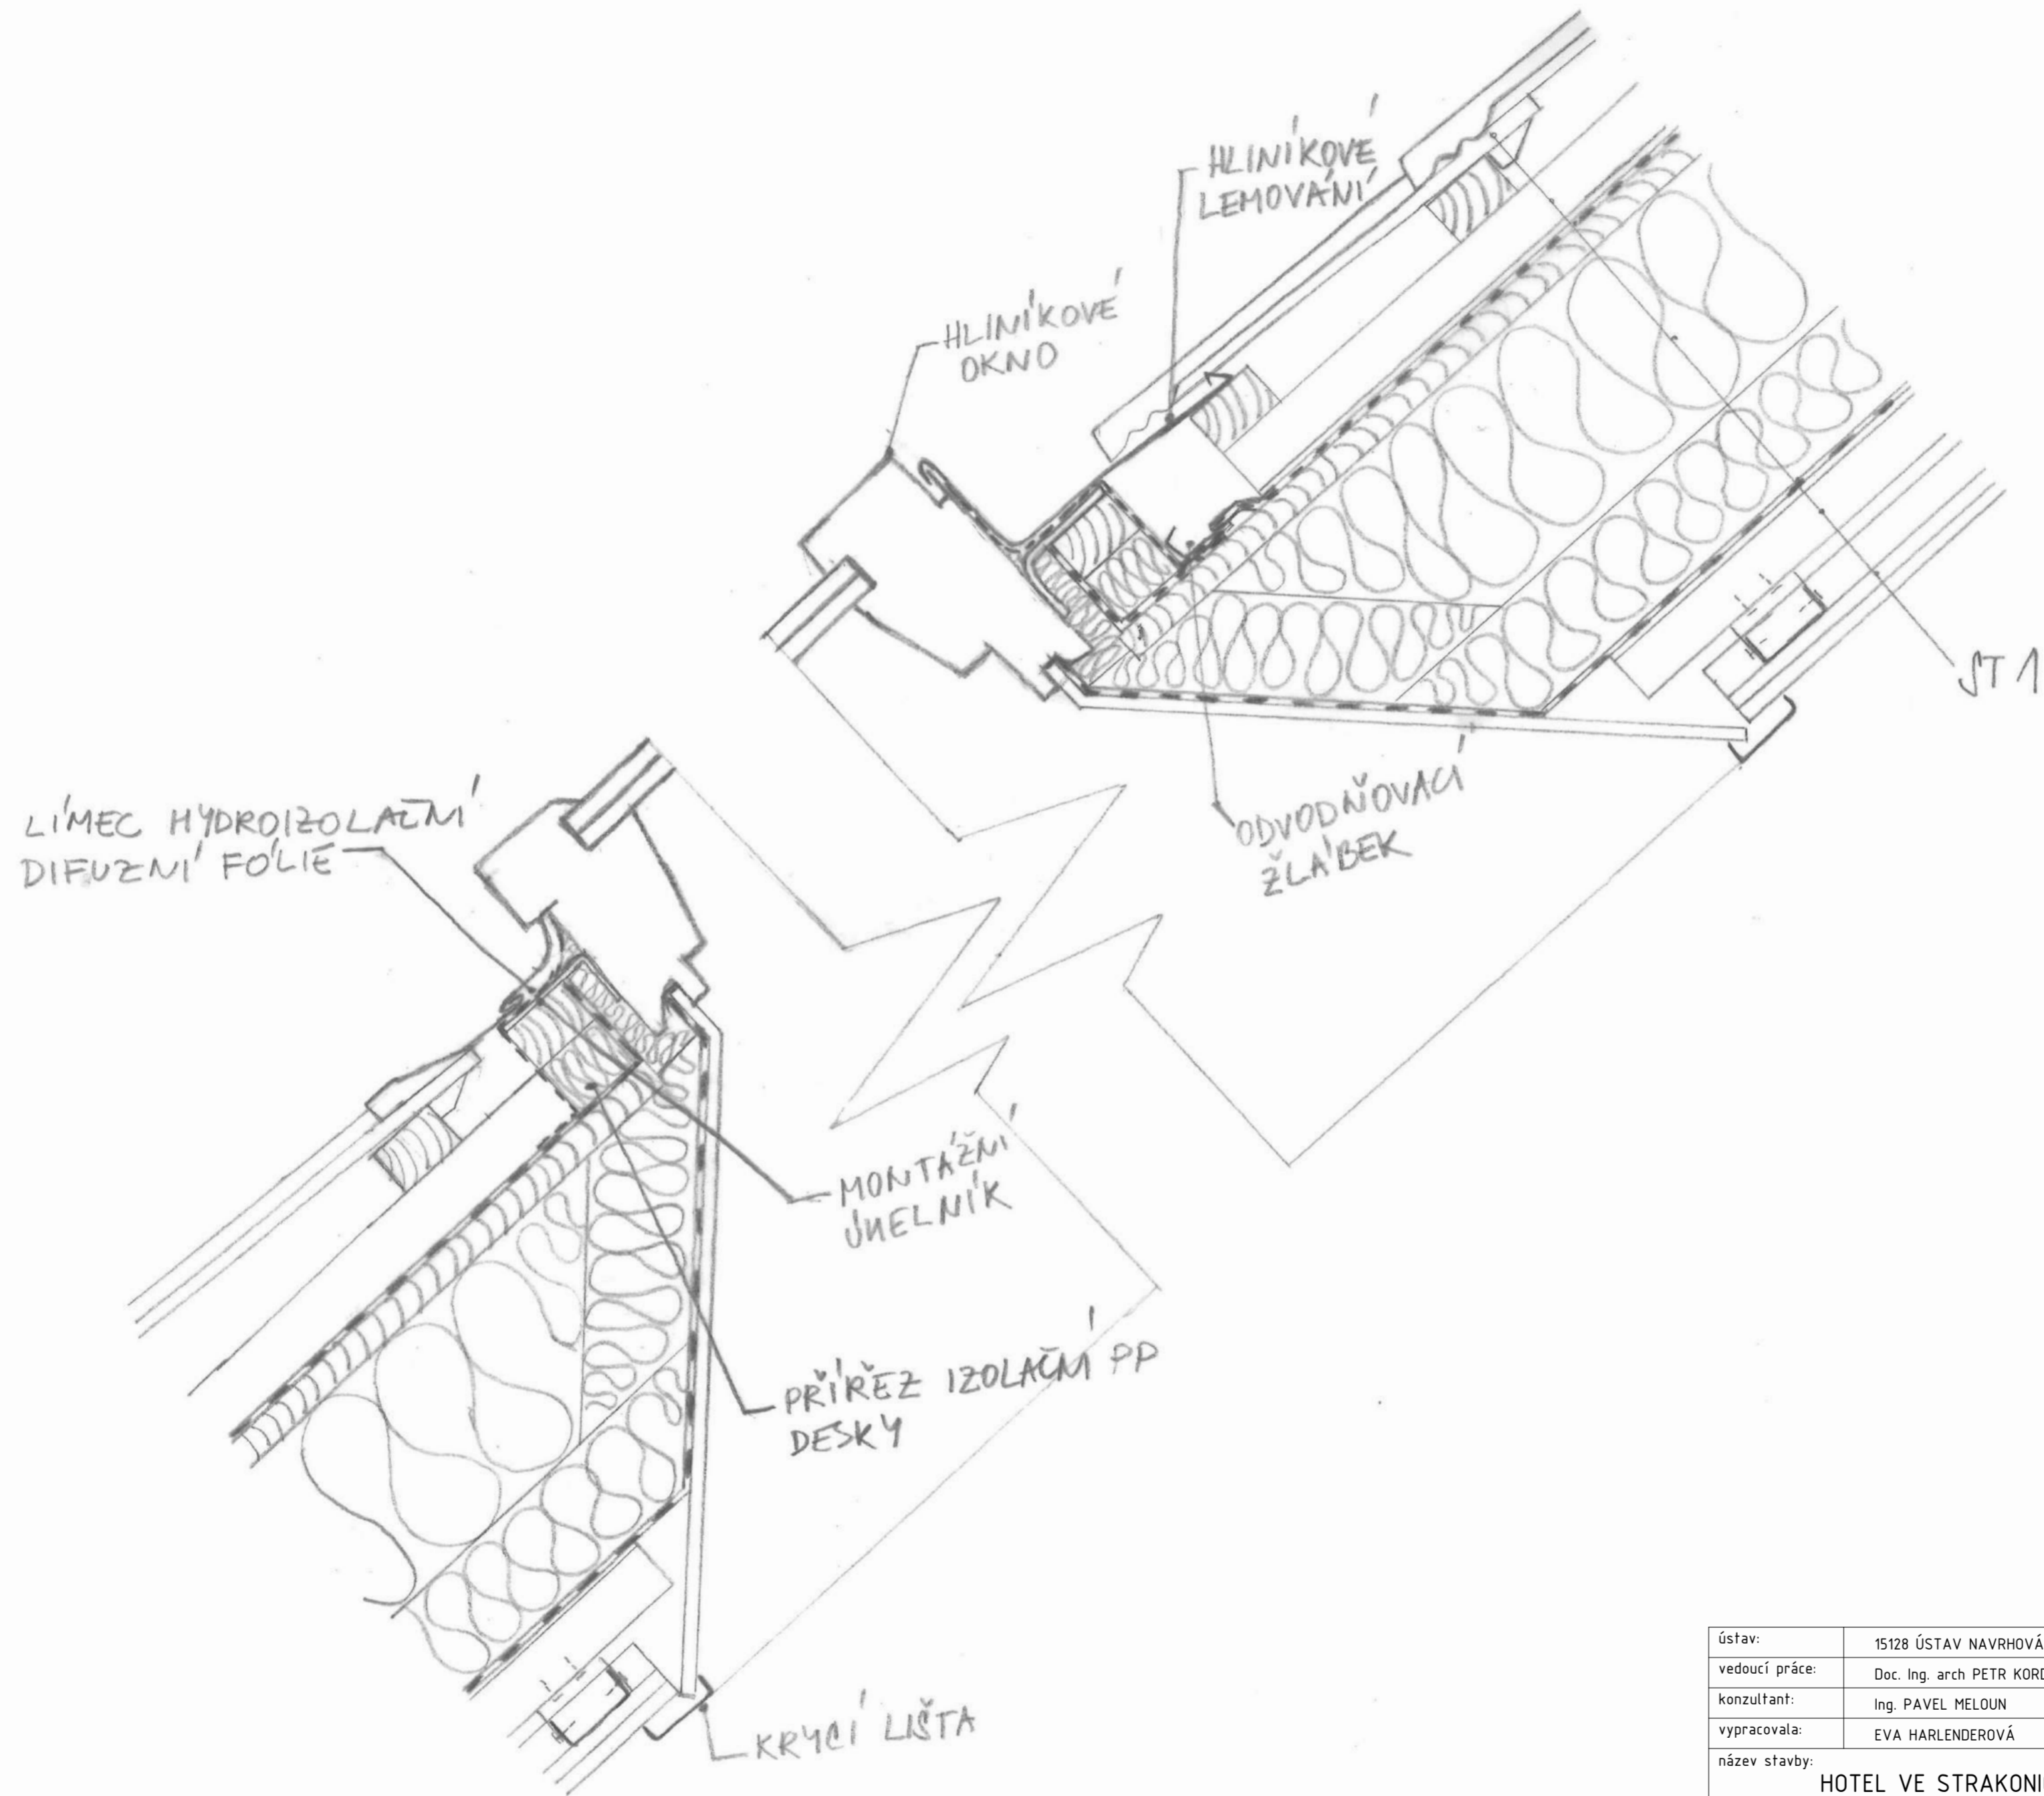 HLINÍKOVÉ
LEMOVÁNÍ
HLINÍKOVÉ
OKNO
ST 1
ODVODŇOVACÍ
ŽLÁBEK
LÍMEC HYDROIZOLAČNÍ
DIFUZNÍ FÓLIE
MONTÁŽNÍ
ÚHELNÍK
PŘÍŘEZ IZOLAČNÍ PP
DESKY
KRYCÍ LIŠTA
ústav: 15128 ÚSTAV NAVRHOVÁ
vedoucí práce: Doc. Ing. arch PETR KORD
konzultant: Ing. PAVEL MELOUN
vypracovala: EVA HARLENDEROVÁ
název stavby:
HOTEL VE STRAKONI